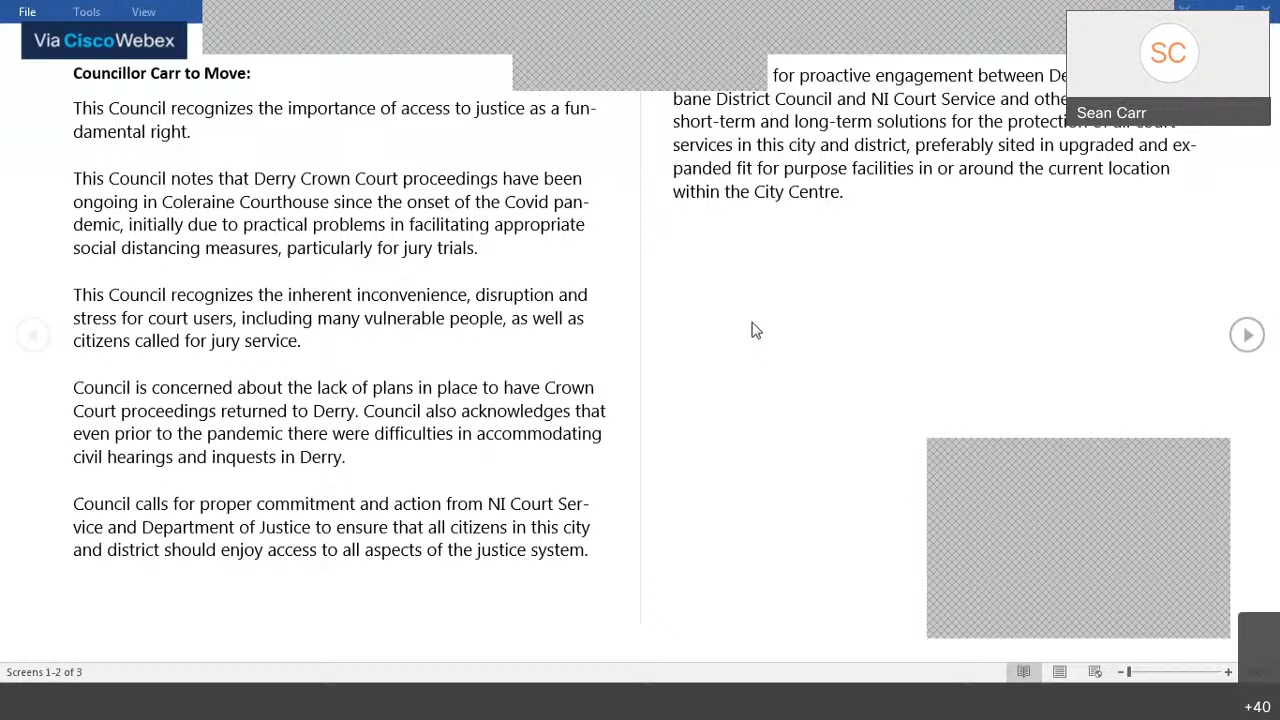 File Tools View
Via CiscoWebex
SC
Sean Carr
Councillor Carr to Move:
This Council recognizes the importance of access to justice as a fun-
damental right.
This Council notes that Derry Crown Court proceedings have been
ongoing in Coleraine Courthouse since the onset of the Covid pan-
demic, initially due to practical problems in facilitating appropriate
social distancing measures, particularly for jury trials.
This Council recognizes the inherent inconvenience, disruption and
stress for court users, including many vulnerable people, as well as
citizens called for jury service.
Council is concerned about the lack of plans in place to have Crown
Court proceedings returned to Derry. Council also acknowledges that
even prior to the pandemic there were difficulties in accommodating
civil hearings and inquests in Derry.
Council calls for proper commitment and action from NI Court Ser-
vice and Department of Justice to ensure that all citizens in this city
and district should enjoy access to all aspects of the justice system.
for proactive engagement between
bane District Council and NI Court Service and
short-term and long-term solutions for the protection
services in this city and district, preferably sited in upgraded and ex-
panded fit for purpose facilities in or around the current location
within the City Centre.
Screens 1-2 of 3
+40